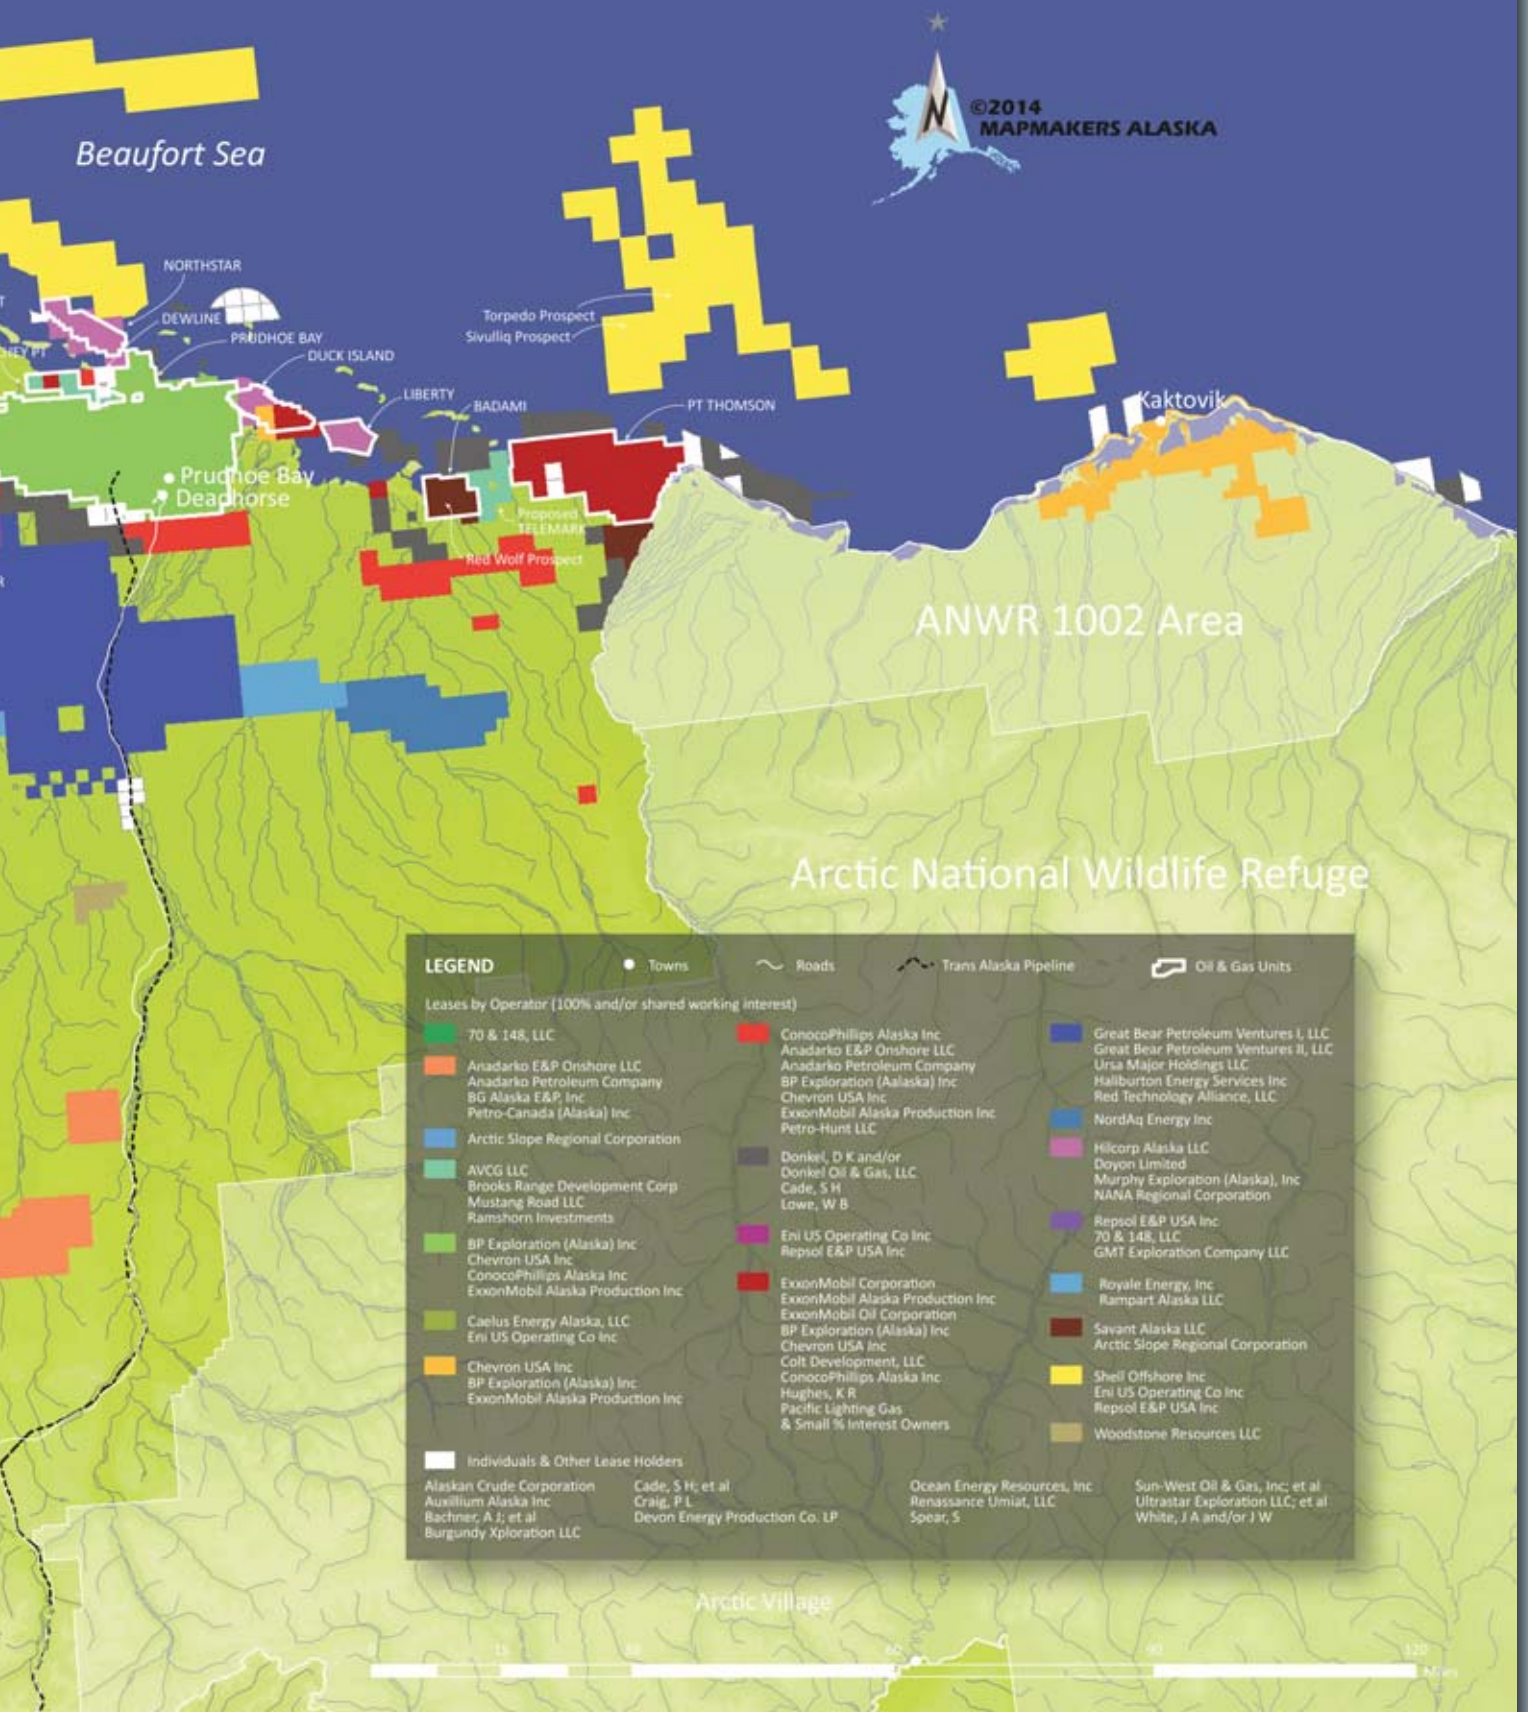 ©2014
MAPMAKERS ALASKA
Beaufort Sea
NORTHSTAR
DEWLINE
PRUDHOE BAY
DUCK ISLAND
LIBERTY
BADAMI
Torpedo Prospect
Sivulliq Prospect
PT THOMSON
Kaktovik
Prudhoe Bay
Deadhorse
Proposed
TELEMARK
Red Wolf Prospect
ANWR 1002 Area
Arctic National Wildlife Refuge
LEGEND
Towns
Roads
Trans Alaska Pipeline
Oil & Gas Units
Leases by Operator (100% and/or shared working interest)
70 & 148, LLC
Anadarko E&P Onshore LLC
Anadarko Petroleum Company
BG Alaska E&P, Inc
Petro-Canada (Alaska) Inc
Arctic Slope Regional Corporation
AVCG LLC
Brooks Range Development Corp
Mustang Road LLC
Ramshorn Investments
BP Exploration (Alaska) Inc
Chevron USA Inc
ConocoPhillips Alaska Inc
ExxonMobil Alaska Production Inc
Caelus Energy Alaska, LLC
Eni US Operating Co Inc
Chevron USA Inc
BP Exploration (Alaska) Inc
ExxonMobil Alaska Production Inc
ConocoPhillips Alaska Inc
Anadarko E&P Onshore LLC
Anadarko Petroleum Company
BP Exploration (Aalaska) Inc
Chevron USA Inc
ExxonMobil Alaska Production Inc
Petro-Hunt LLC
Donkel, D K and/or
Donkel Oil & Gas, LLC
Cade, S H
Lowe, W B
Eni US Operating Co Inc
Repsol E&P USA Inc
ExxonMobil Corporation
ExxonMobil Alaska Production Inc
ExxonMobil Oil Corporation
BP Exploration (Alaska) Inc
Chevron USA Inc
Colt Development, LLC
ConocoPhillips Alaska Inc
Hughes, K R
Pacific Lighting Gas
& Small % Interest Owners
Great Bear Petroleum Ventures I, LLC
Great Bear Petroleum Ventures II, LLC
Ursa Major Holdings LLC
Haliburton Energy Services Inc
Red Technology Alliance, LLC
NordAq Energy Inc
Hilcorp Alaska LLC
Doyon Limited
Murphy Exploration (Alaska), Inc
NANA Regional Corporation
Repsol E&P USA Inc
70 & 148, LLC
GMT Exploration Company LLC
Royale Energy, Inc
Rampart Alaska LLC
Savant Alaska LLC
Arctic Slope Regional Corporation
Shell Offshore Inc
Eni US Operating Co Inc
Repsol E&P USA Inc
Woodstone Resources LLC
Individuals & Other Lease Holders
Alaskan Crude Corporation
Auxillium Alaska Inc
Bachner, A J; et al
Burgundy Xploration LLC
Cade, S H; et al
Craig, P L
Devon Energy Production Co. LP
Ocean Energy Resources, Inc
Renassance Umiat, LLC
Spear, S
Sun-West Oil & Gas, Inc; et al
Ultrastar Exploration LLC; et al
White, J A and/or J W
Arctic Village
0 15 30 60 90 120
Miles